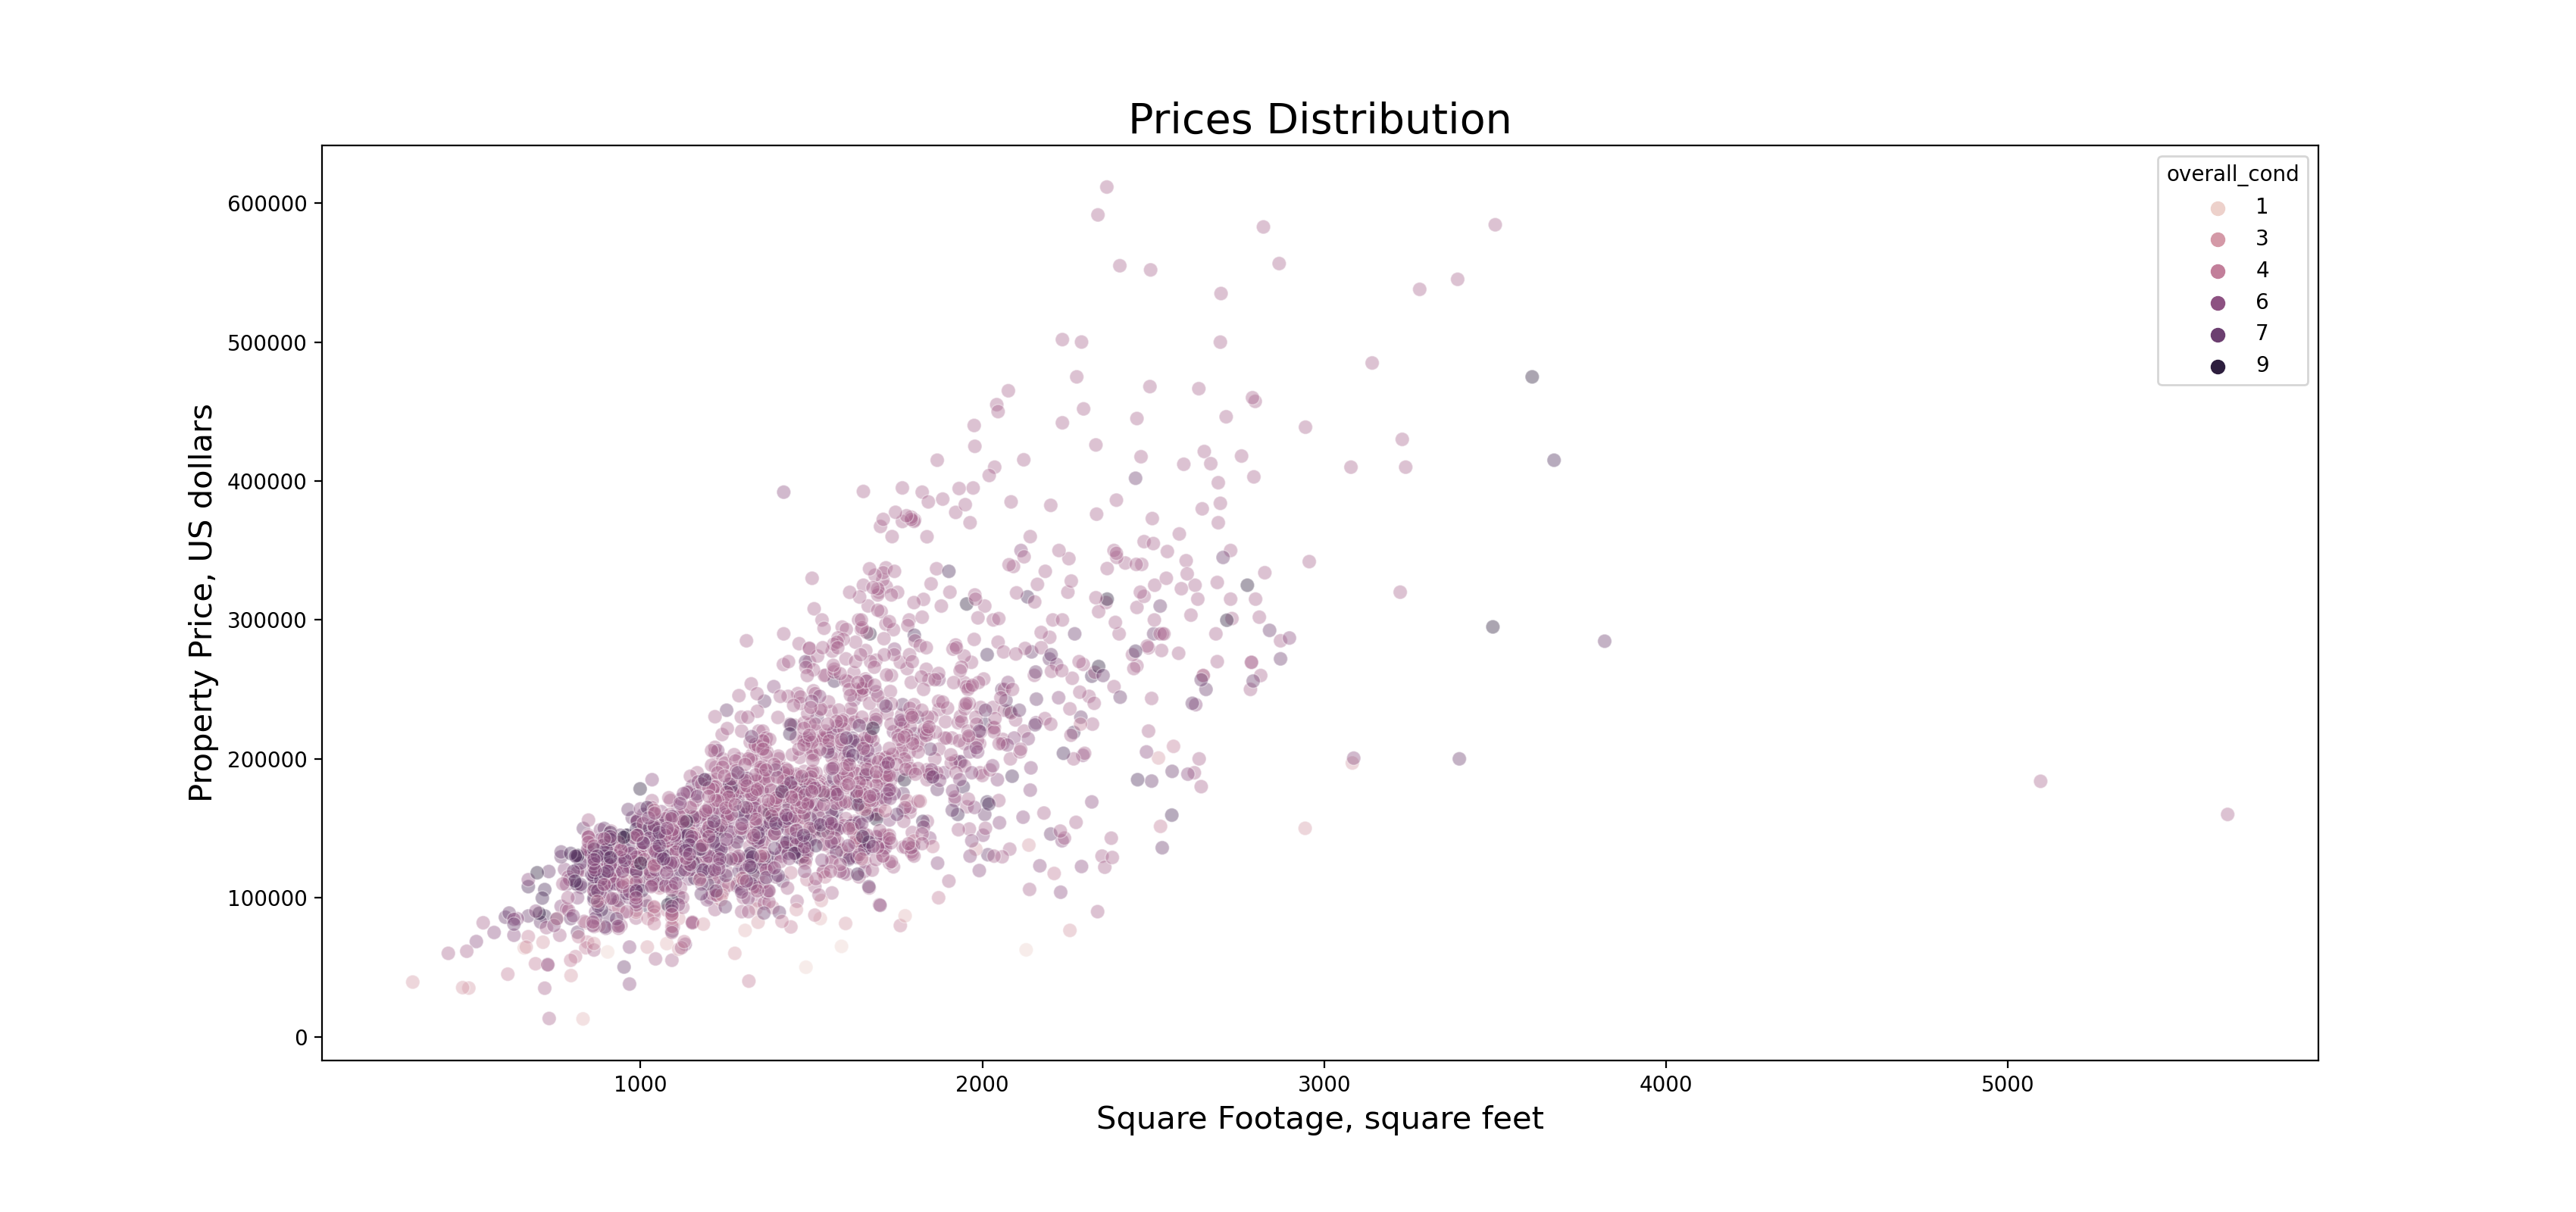 Prices Distribution
overall_cond
1
3
4
6
7
9
600000
500000
400000
300000
200000
100000
0
Property Price, US dollars
1000 2000 3000 4000 5000
Square Footage, square feet